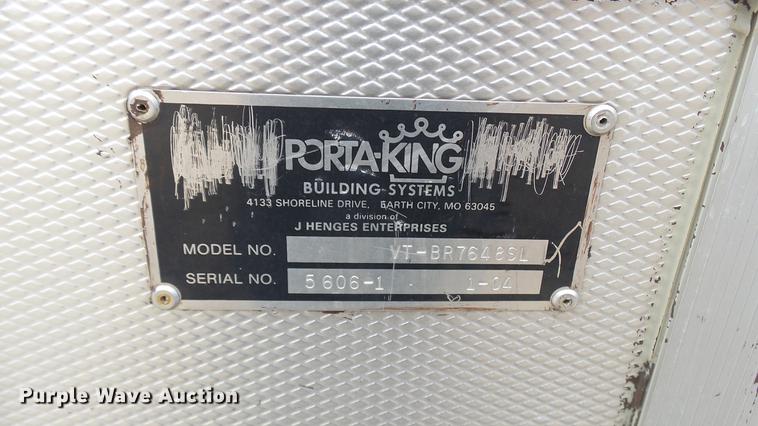 PORTA-KING
BUILDING SYSTEMS
4133 SHORELINE DRIVE, EARTH CITY, MO 63045
a division of
J HENGES ENTERPRISES
MODEL NO. VT-BR7648SL
SERIAL NO. 5606-1 1-04
Purple Wave Auction